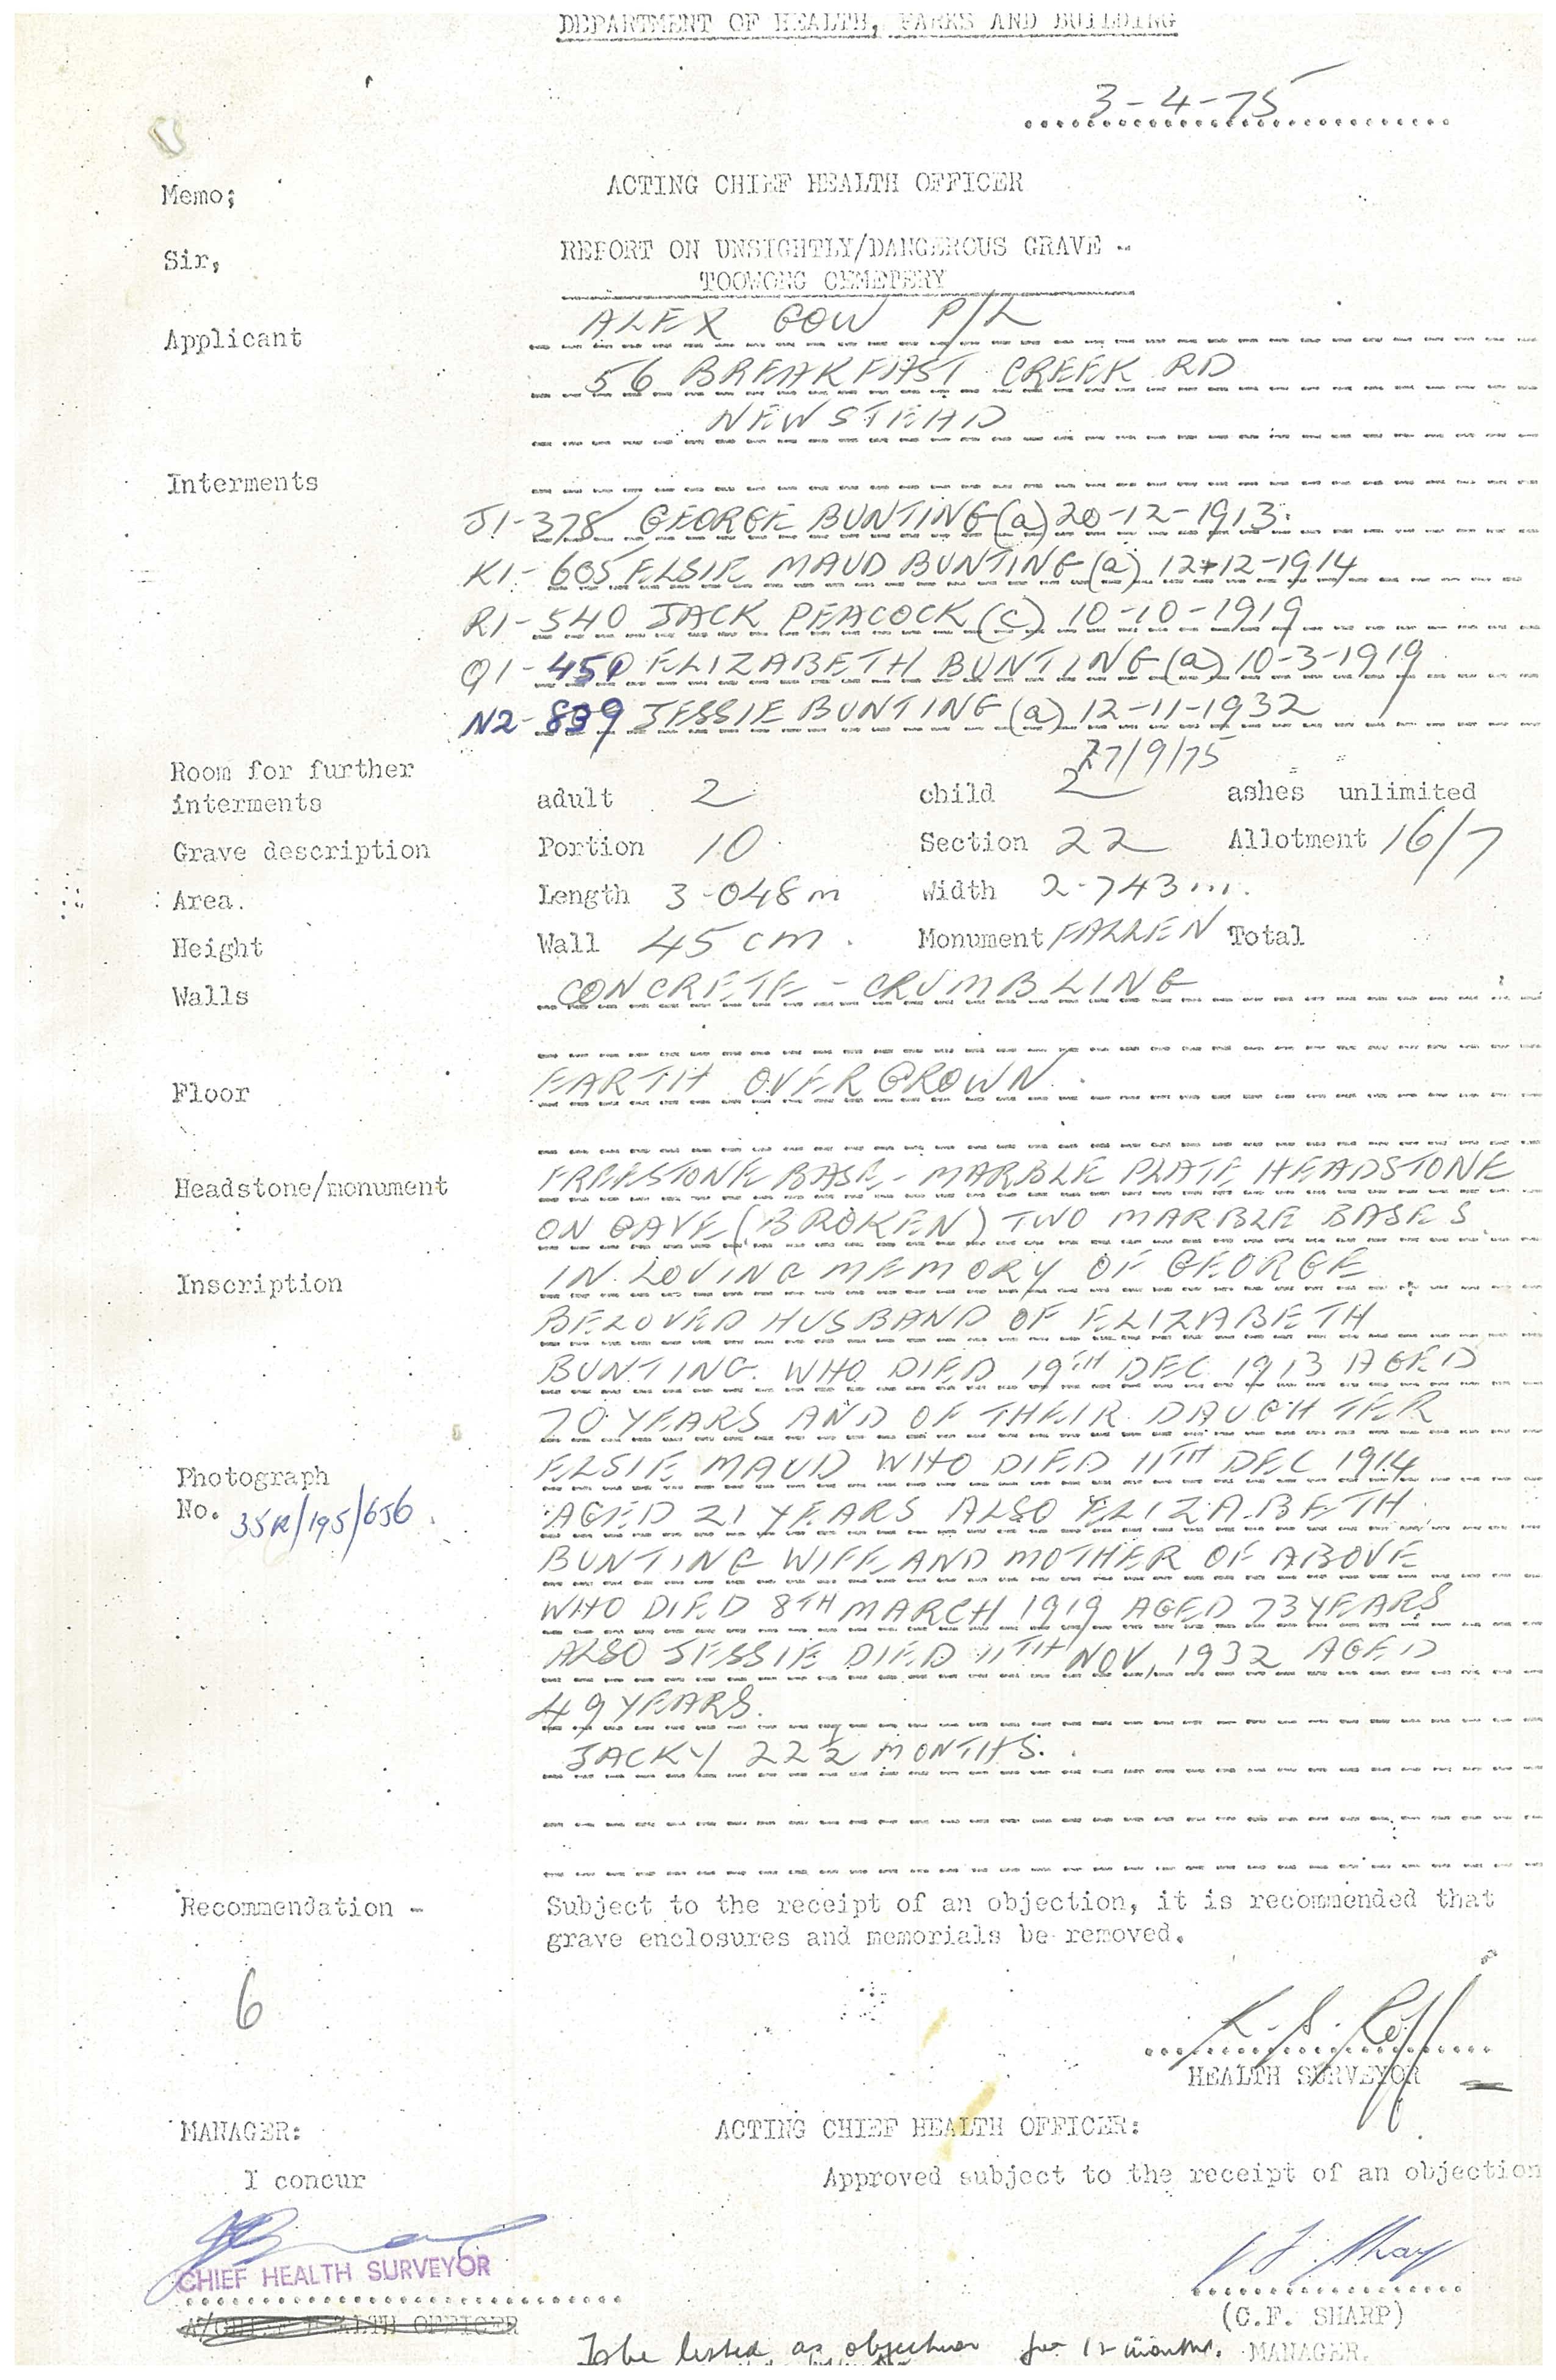 DEPARTMENT OF HEALTH, PARKS AND BUILDING
3-4-75
Memo; ACTING CHIEF HEALTH OFFICER
Sir, REPORT ON UNSIGHTLY/DANGEROUS GRAVE -
TOOWONG CEMETERY
Applicant ALEX GOW P/L
56 BREAKFAST CREEK RD
NEWSTEAD
Interments
J1-378 GEORGE BUNTING (a) 20-12-1913.
K1-605 ELSIE MAUD BUNTING (a) 12-12-1914
R1-540 JACK PEACOCK (c) 10-10-1919
Q1-450 ELIZABETH BUNTING (a) 10-3-1919
N2-839 JESSIE BUNTING (a) 12-11-1932
27/9/75
Room for further
interments adult 2 child 2 ashes unlimited
Grave description Portion 10 Section 22 Allotment 16/7
Area. Length 3-048m Width 2-743m.
Height Wall 45 cm. Monument FALLEN Total
Walls CONCRETE - CRUMBLING
Floor EARTH OVERGROWN.
Headstone/monument FREESTONE BASE - MARBLE PLATE HEADSTONE
ON GAVE (BROKEN) TWO MARBLE BASES
Inscription IN LOVING MEMORY OF GEORGE
BELOVED HUSBAND OF ELIZABETH
BUNTING. WHO DIED 19TH DEC 1913 AGED
70 YEARS AND OF THEIR DAUGHTER
ELSIE MAUD WHO DIED 11TH DEC 1914
Photograph
No. 35R/195/656. AGED 21 YEARS ALSO ELIZABETH
BUNTING WIFE AND MOTHER OF ABOVE
WHO DIED 8TH MARCH 1919 AGED 73 YEARS
ALSO JESSIE DIED 11TH NOV, 1932 AGED
49 YEARS.
JACKY 22½ MONTHS.
Recommendation - Subject to the receipt of an objection, it is recommended that
grave enclosures and memorials be removed.
6
K. S.
HEALTH SURVEYOR
MANAGER: ACTING CHIEF HEALTH OFFICER:
I concur Approved subject to the receipt of an objection
CHIEF HEALTH SURVEYOR
A/CHIEF HEALTH OFFICER
(C.F. SHARP)
MANAGER.
To be listed as objection for 12 months.